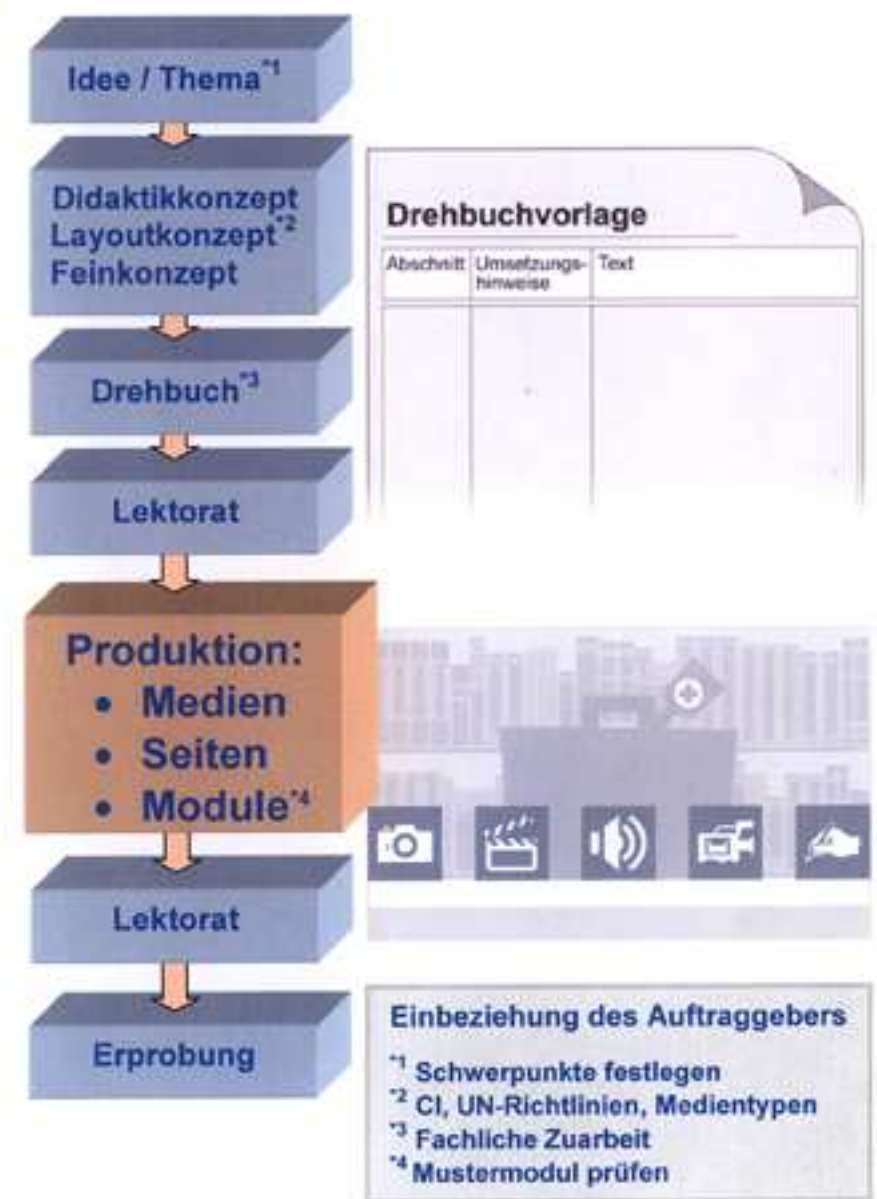 Idee / Thema*1
Didaktikkonzept
Layoutkonzept*2
Feinkonzept
Drehbuch*3
Lektorat
Produktion:
• Medien
• Seiten
• Module*4
Lektorat
Erprobung
Drehbuchvorlage
Abschnitt Umsetzungs- Text
hinweise
Einbeziehung des Auftraggebers
*1 Schwerpunkte festlegen
*2 CI, UN-Richtlinien, Medientypen
*3 Fachliche Zuarbeit
*4 Mustermodul prüfen